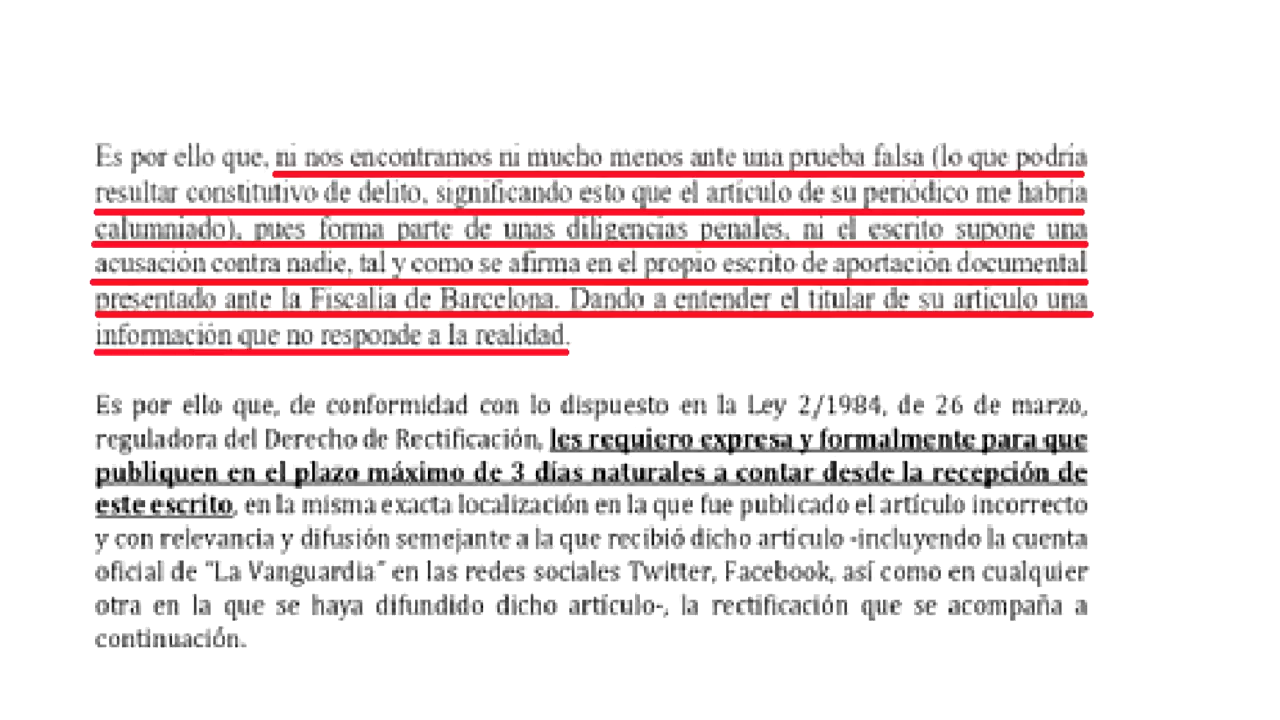 Es por ello que, ni nos encontramos ni mucho menos ante una prueba falsa (lo que podría
resultar constitutivo de delito, significando esto que el artículo de su periódico me habría
calumniado), pues forma parte de unas diligencias penales, ni el escrito supone una
acusación contra nadie, tal y como se afirma en el propio escrito de aportación documental
presentado ante la Fiscalía de Barcelona. Dando a entender el titular de su artículo una
información que no responde a la realidad.
Es por ello que, de conformidad con lo dispuesto en la Ley 2/1984, de 26 de marzo,
reguladora del Derecho de Rectificación, les requiero expresa y formalmente para que
publiquen en el plazo máximo de 3 días naturales a contar desde la recepción de
este escrito, en la misma exacta localización en la que fue publicado el artículo incorrecto
y con relevancia y difusión semejante a la que recibió dicho artículo -incluyendo la cuenta
oficial de "La Vanguardia" en las redes sociales Twitter, Facebook, así como en cualquier
otra en la que se haya difundido dicho artículo-, la rectificación que se acompaña a
continuación.